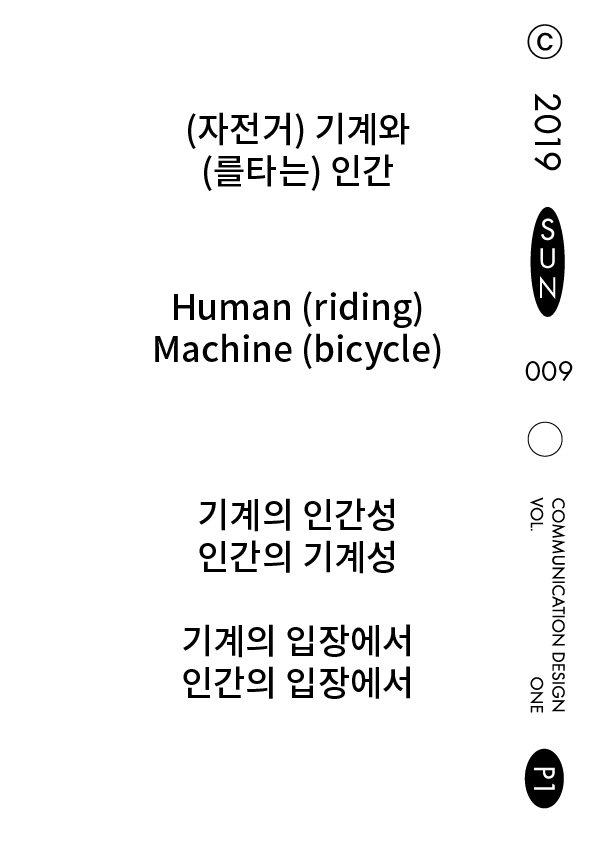 (자전거) 기계와
(를타는) 인간
Human (riding)
Machine (bicycle)
기계의 인간성
인간의 기계성
기계의 입장에서
인간의 입장에서
©
2019
SUN
009
COMMUNICATION DESIGN
VOL. ONE
P1